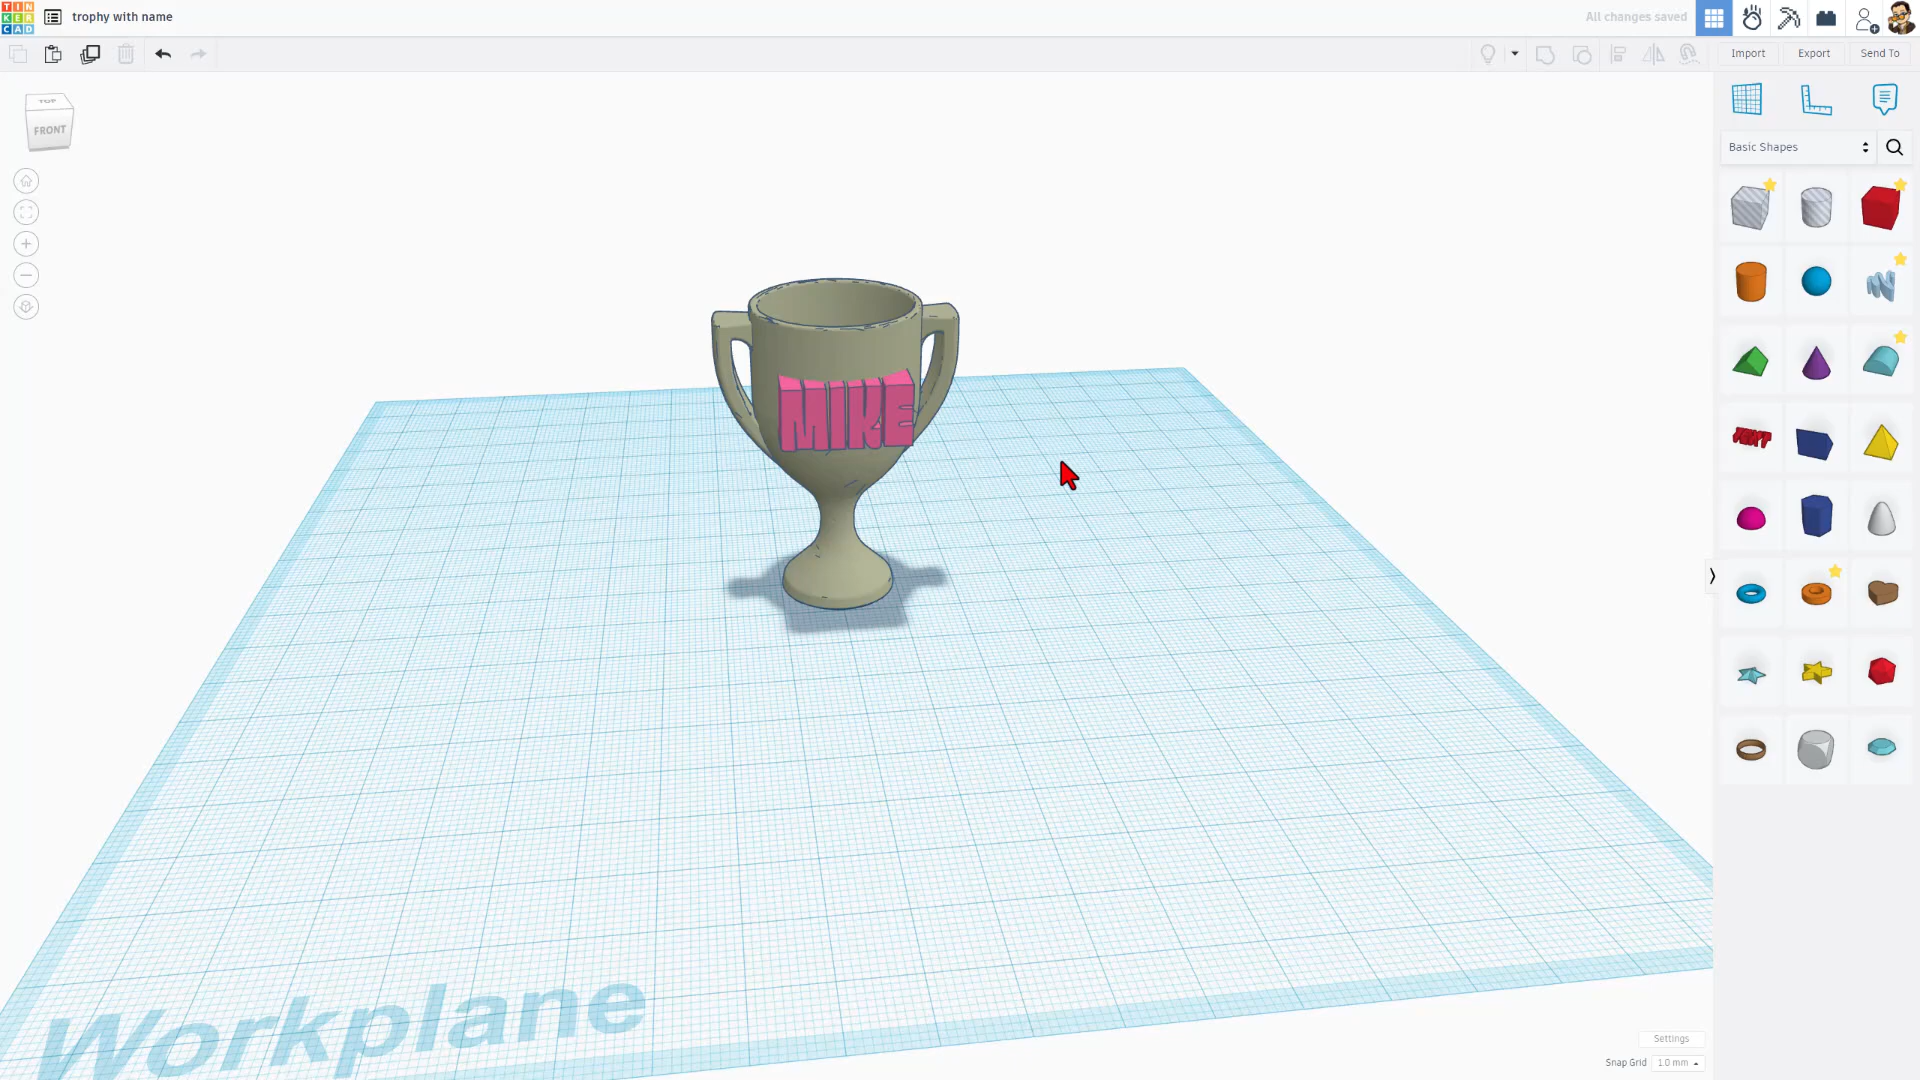 TIN
KER
CAD
trophy with name
All changes saved
Import
Export
Send To
TOP
FRONT
Basic Shapes
MIKE
TEXT
Workplane
Settings
Snap Grid 1.0 mm